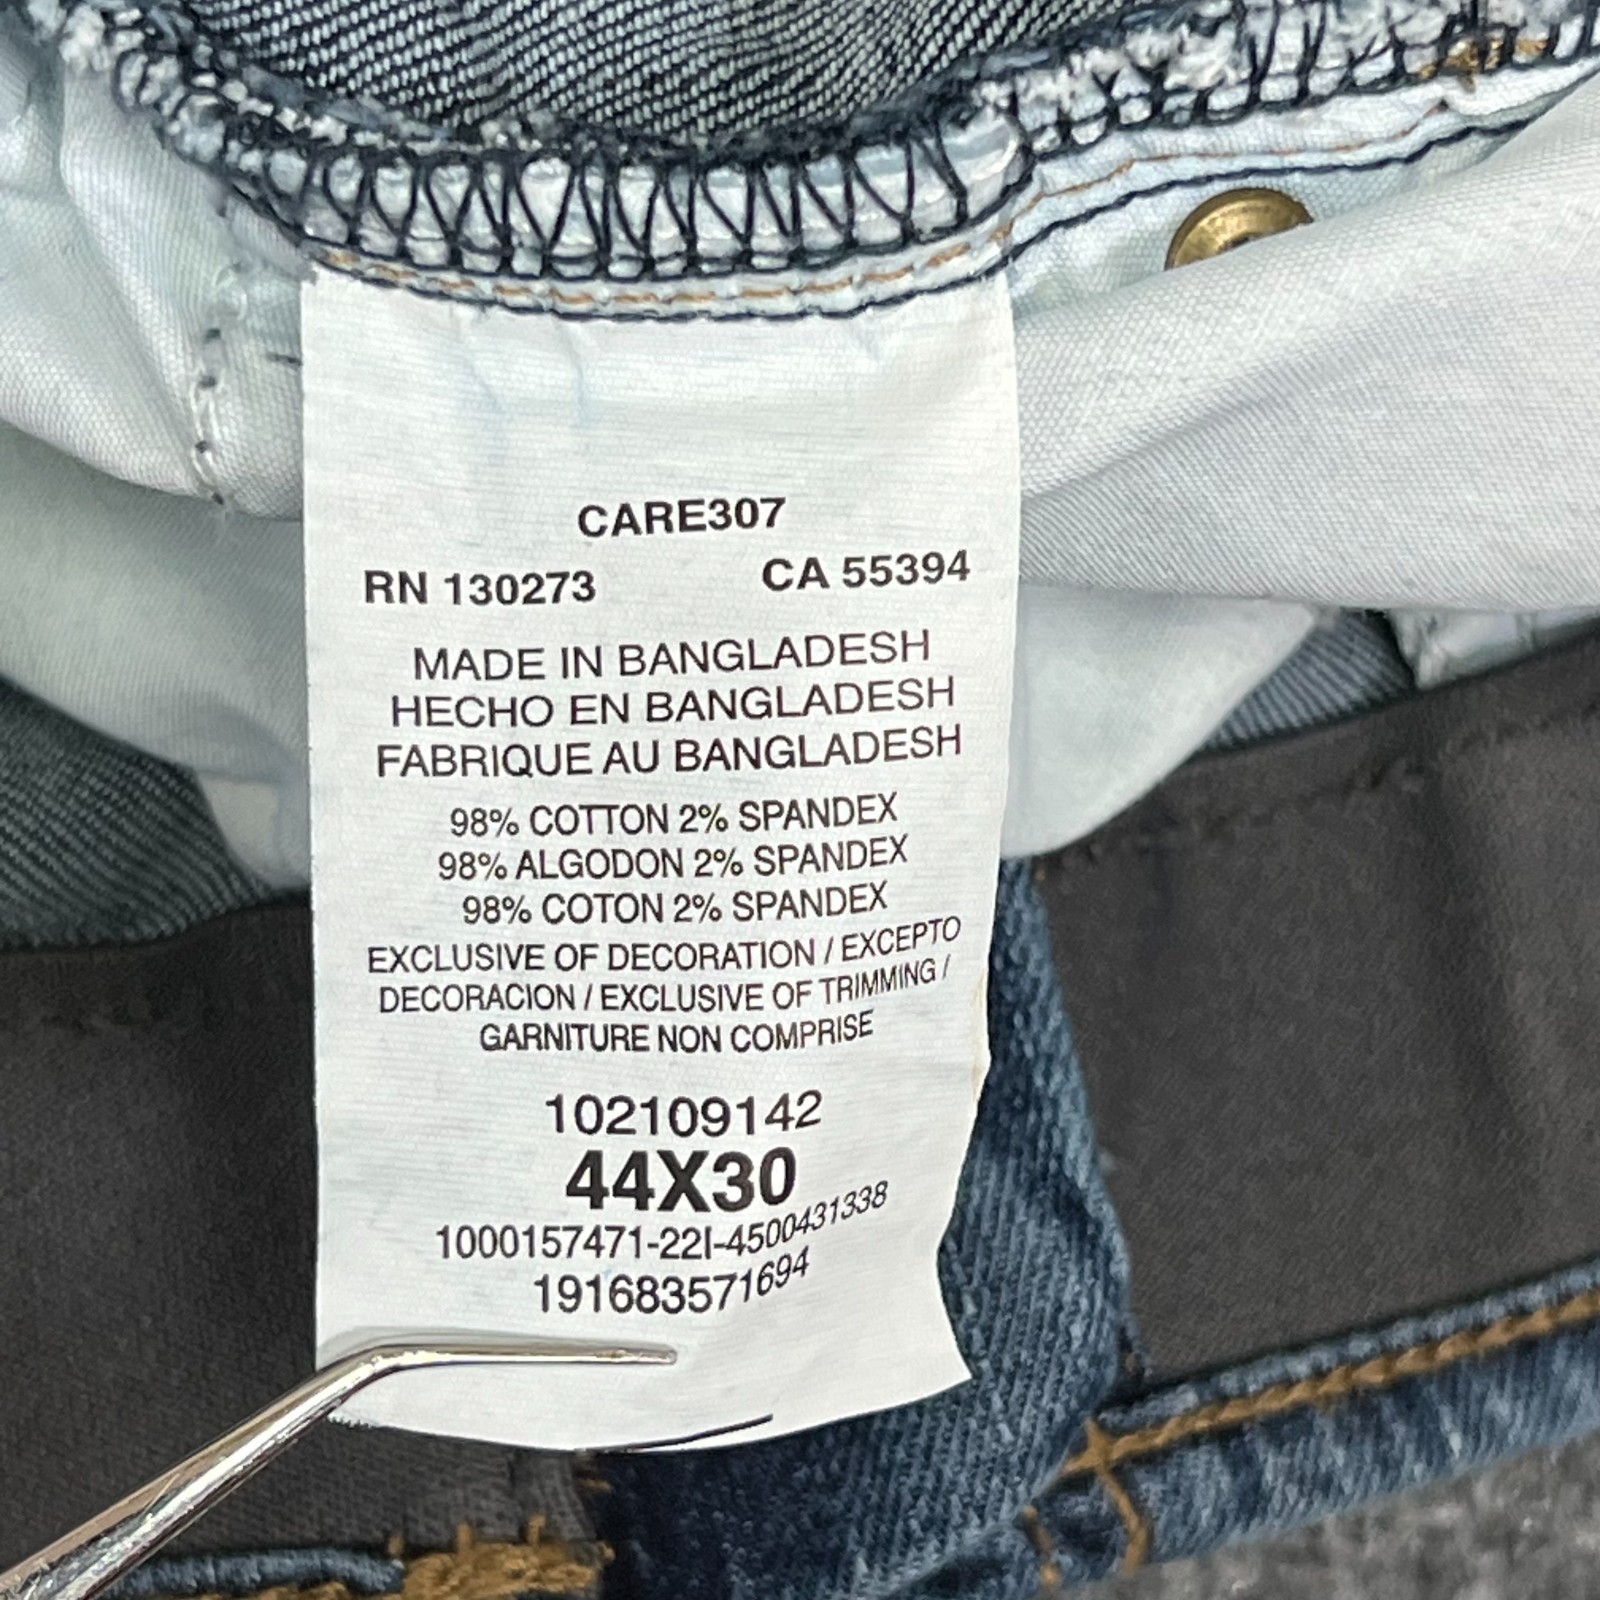 CARE307
RN 130273 CA 55394
MADE IN BANGLADESH
HECHO EN BANGLADESH
FABRIQUE AU BANGLADESH
98% COTTON 2% SPANDEX
98% ALGODON 2% SPANDEX
98% COTON 2% SPANDEX
EXCLUSIVE OF DECORATION / EXCEPTO
DECORACION / EXCLUSIVE OF TRIMMING /
GARNITURE NON COMPRISE
102109142
44X30
1000157471-22I-4500431338
191683571694